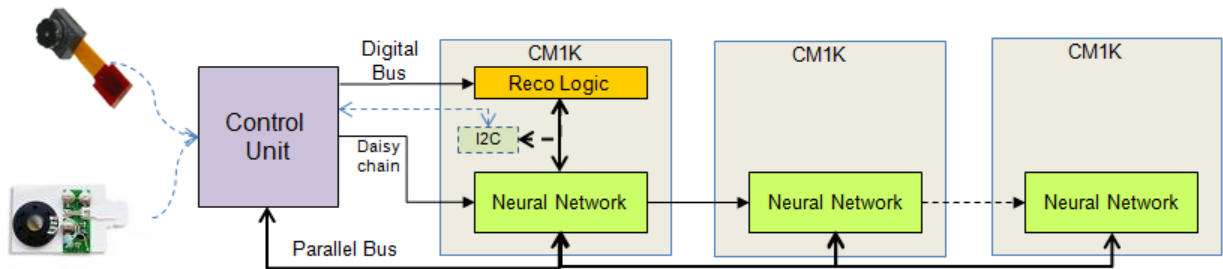 Digital
Bus
CM1K
CM1K
CM1K
Reco Logic
Control
Unit
I2C
Daisy
chain
Neural Network
Neural Network
Neural Network
Parallel Bus